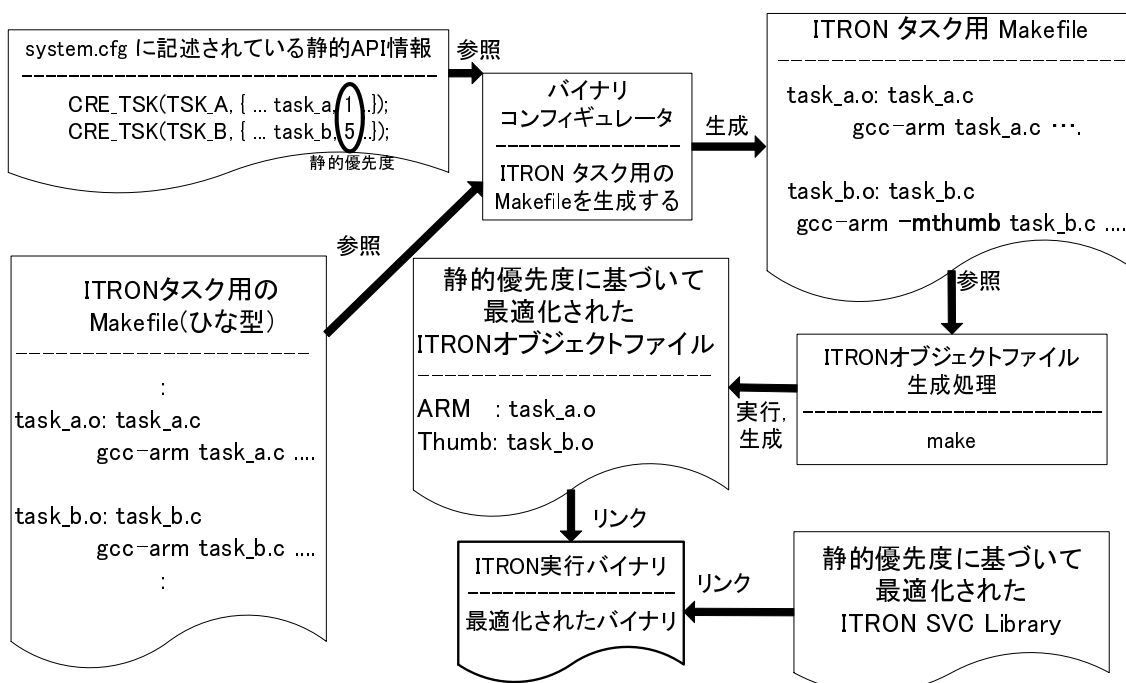 system.cfg に記述されている静的API情報
CRE_TSK(TSK_A, { ... task_a, 1 ..});
CRE_TSK(TSK_B, { ... task_b, 5 ..});
静的優先度
参照
バイナリ
コンフィギュレータ
ITRON タスク用の
Makefileを生成する
生成
ITRON タスク用 Makefile
task_a.o: task_a.c
gcc-arm task_a.c ….
task_b.o: task_b.c
gcc-arm -mthumb task_b.c ....
参照
ITRONタスク用の
Makefile(ひな型)
:
task_a.o: task_a.c
gcc-arm task_a.c ....
task_b.o: task_b.c
gcc-arm task_b.c ....
:
参照
ITRONオブジェクトファイル
生成処理
make
実行,
生成
静的優先度に基づいて
最適化された
ITRONオブジェクトファイル
ARM : task_a.o
Thumb: task_b.o
リンク
ITRON実行バイナリ
最適化されたバイナリ
リンク
静的優先度に基づいて
最適化された
ITRON SVC Library